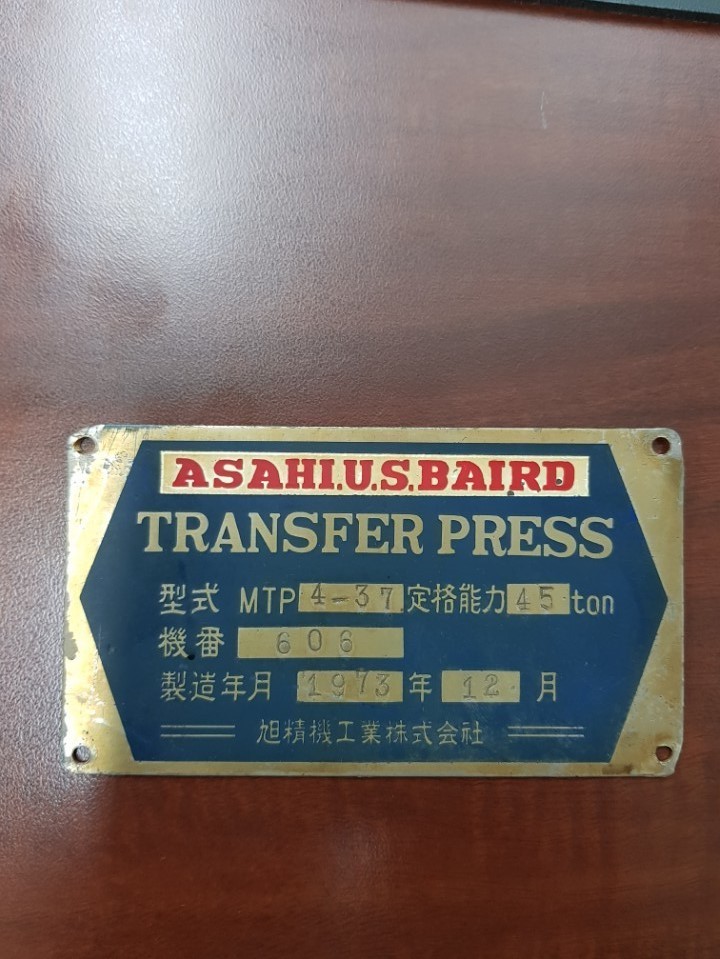 ASAHI.U.S.BAIRD
TRANSFER PRESS
型式 MTP 4-37 定格能力 45 ton
機番 606
製造年月 1973 年 12 月
旭精機工業株式会社